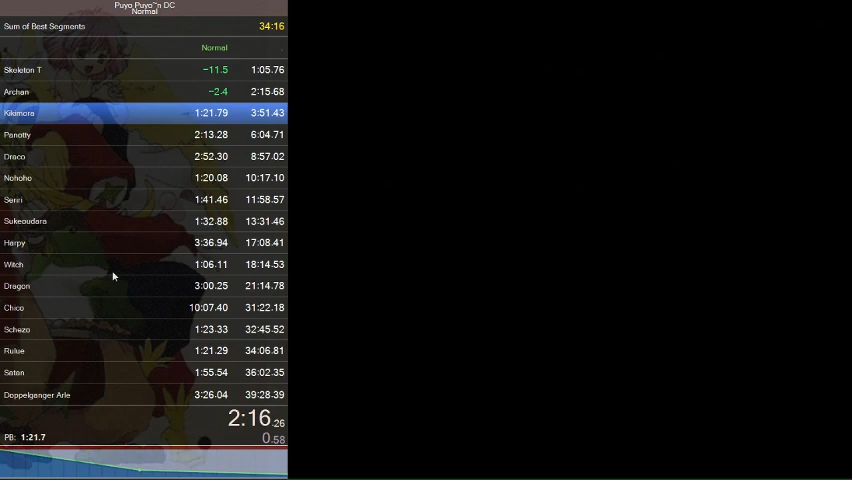 Puyo Puyo~n DC
Normal
Sum of Best Segments 34:16
Normal
Skeleton T -11.5 1:05.76
Archan -2.4 2:15.68
Kikimora 1:21.79 3:51.43
Panotty 2:13.28 6:04.71
Draco 2:52.30 8:57.02
Nohoho 1:20.08 10:17.10
Seriri 1:41.46 11:58.57
Sukeoudara 1:32.88 13:31.46
Harpy 3:36.94 17:08.41
Witch 1:06.11 18:14.53
Dragon 3:00.25 21:14.78
Chico 10:07.40 31:22.18
Schezo 1:23.33 32:45.52
Rulue 1:21.29 34:06.81
Satan 1:55.54 36:02.35
Doppelganger Arle 3:26.04 39:28.39
2:16.26
PB: 1:21.7 0.58